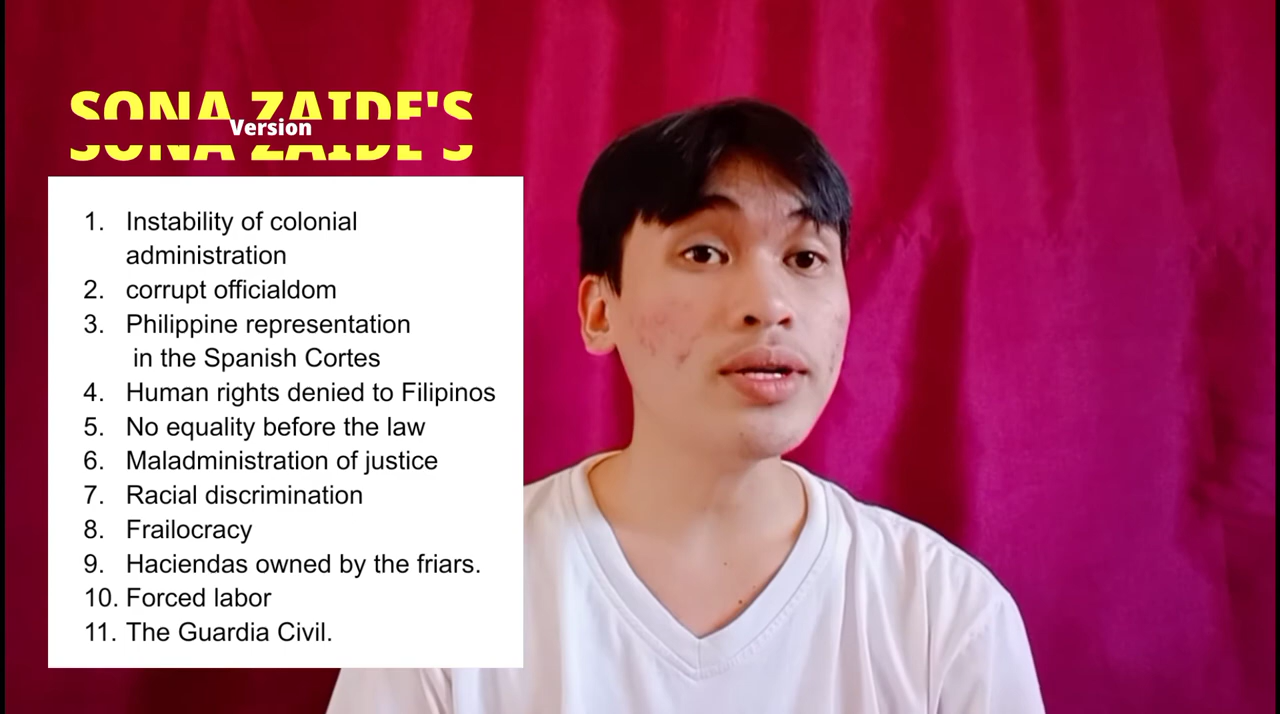 SONA ZAIDE'S
Version
1. Instability of colonial
administration
2. corrupt officialdom
3. Philippine representation
in the Spanish Cortes
4. Human rights denied to Filipinos
5. No equality before the law
6. Maladministration of justice
7. Racial discrimination
8. Frailocracy
9. Haciendas owned by the friars.
10. Forced labor
11. The Guardia Civil.